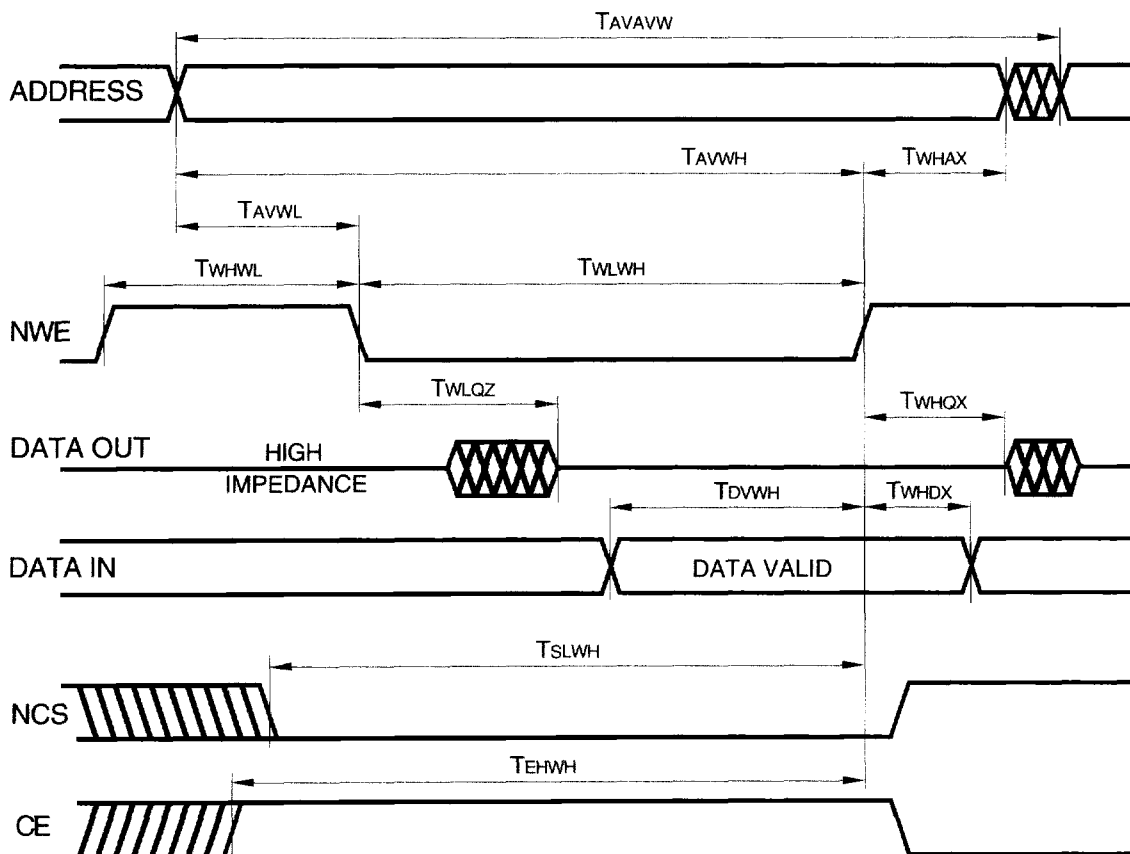 TAVAVW
ADDRESS
TAVWH
TWHAX
TAVWL
TWHWL
TWLWH
NWE
TWLQZ
TWHQX
DATA OUT
HIGH
IMPEDANCE
TDVWH
TWHDX
DATA IN
DATA VALID
TSLWH
NCS
TEHWH
CE